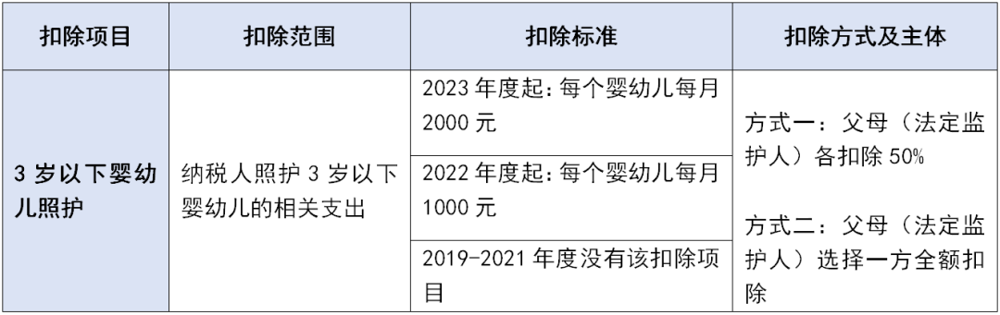 扣除项目
扣除范围
扣除标准
扣除方式及主体
3 岁以下婴幼
儿照护
纳税人照护 3 岁以下
婴幼儿的相关支出
2023 年度起：每个婴幼儿每月
2000 元
2022 年度起：每个婴幼儿每月
1000 元
2019-2021 年度没有该扣除项
目
方式一：父母（法定监
护人）各扣除 50%
方式二：父母（法定监
护人）选择一方全额扣
除